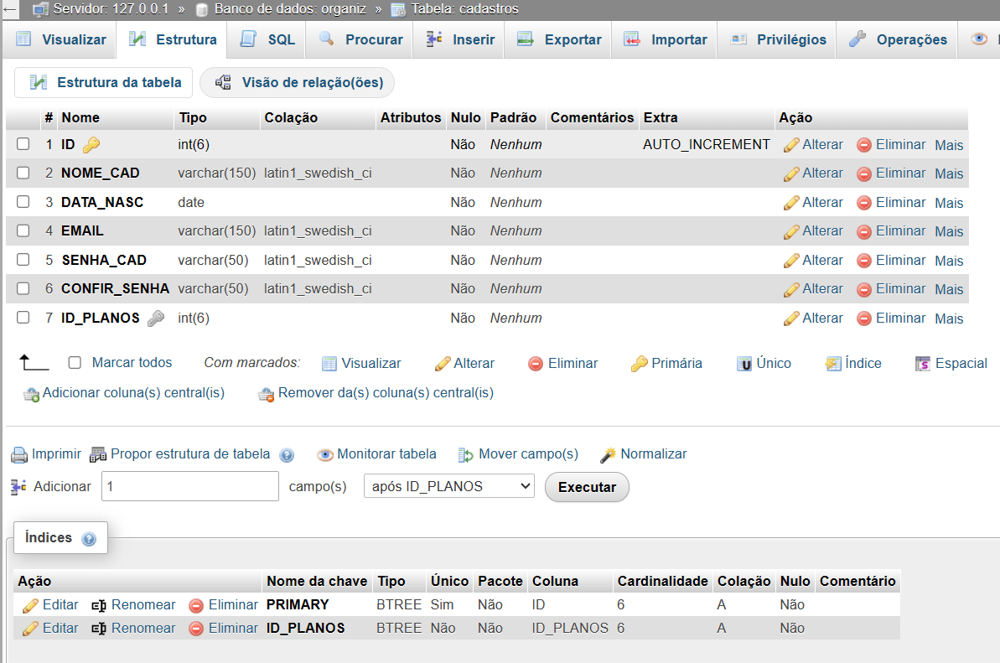 Servidor: 127.0.0.1 » Banco de dados: organiz » Tabela: cadastros
Visualizar Estrutura SQL Procurar Inserir Exportar Importar Privilégios Operações
Estrutura da tabela Visão de relação(ões)
# Nome Tipo Colação Atributos Nulo Padrão Comentários Extra Ação
1 ID int(6) Não Nenhum AUTO_INCREMENT Alterar Eliminar Mais
2 NOME_CAD varchar(150) latin1_swedish_ci Não Nenhum Alterar Eliminar Mais
3 DATA_NASC date Não Nenhum Alterar Eliminar Mais
4 EMAIL varchar(150) latin1_swedish_ci Não Nenhum Alterar Eliminar Mais
5 SENHA_CAD varchar(50) latin1_swedish_ci Não Nenhum Alterar Eliminar Mais
6 CONFIR_SENHA varchar(50) latin1_swedish_ci Não Nenhum Alterar Eliminar Mais
7 ID_PLANOS int(6) Não Nenhum Alterar Eliminar Mais
Marcar todos Com marcados: Visualizar Alterar Eliminar Primária Único Índice Espacial
Adicionar coluna(s) central(is) Remover da(s) coluna(s) central(is)
Imprimir Propor estrutura de tabela Monitorar tabela Mover campo(s) Normalizar
Adicionar 1 campo(s) após ID_PLANOS Executar
Índices
Ação Nome da chave Tipo Único Pacote Coluna Cardinalidade Colação Nulo Comentário
Editar Renomear Eliminar PRIMARY BTREE Sim Não ID 6 A Não
Editar Renomear Eliminar ID_PLANOS BTREE Não Não ID_PLANOS 6 A Não